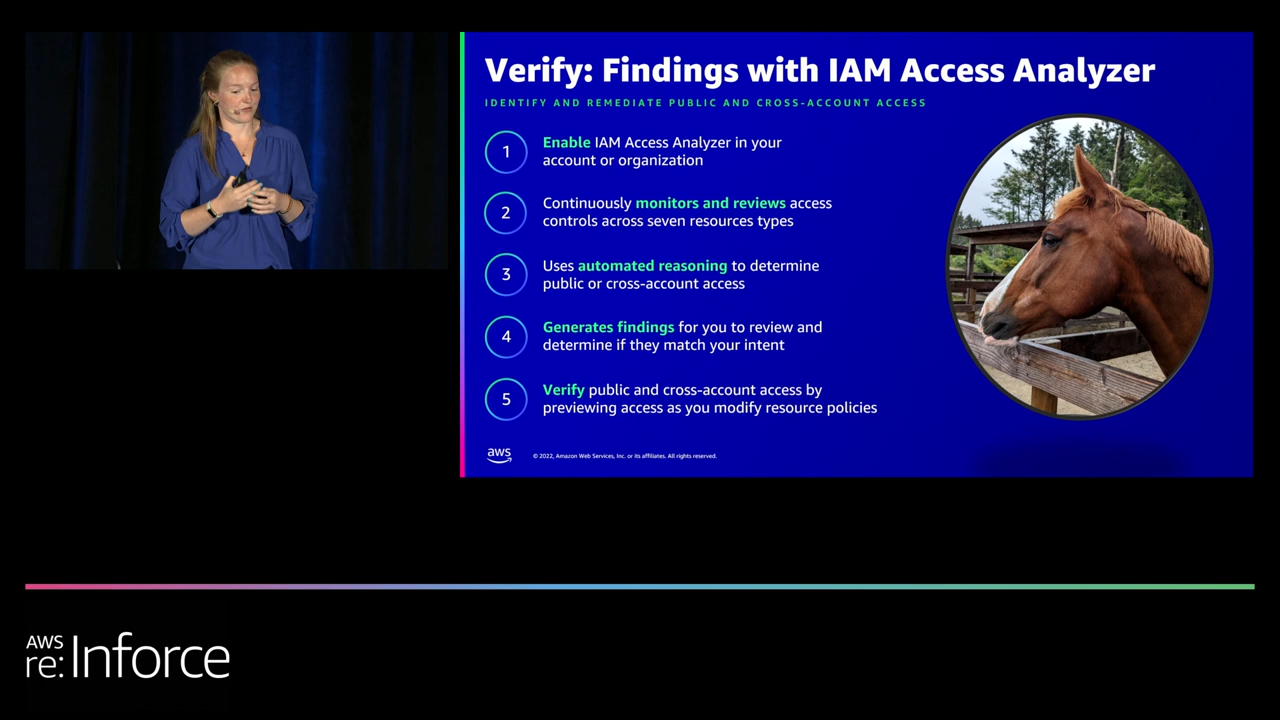 Verify: Findings with IAM Access Analyzer
IDENTIFY AND REMEDIATE PUBLIC AND CROSS-ACCOUNT ACCESS
1
Enable IAM Access Analyzer in your
account or organization
2
Continuously monitors and reviews access
controls across seven resources types
3
Uses automated reasoning to determine
public or cross-account access
4
Generates findings for you to review and
determine if they match your intent
5
Verify public and cross-account access by
previewing access as you modify resource policies
aws
© 2022, Amazon Web Services, Inc. or its affiliates. All rights reserved.
AWS
re:Inforce